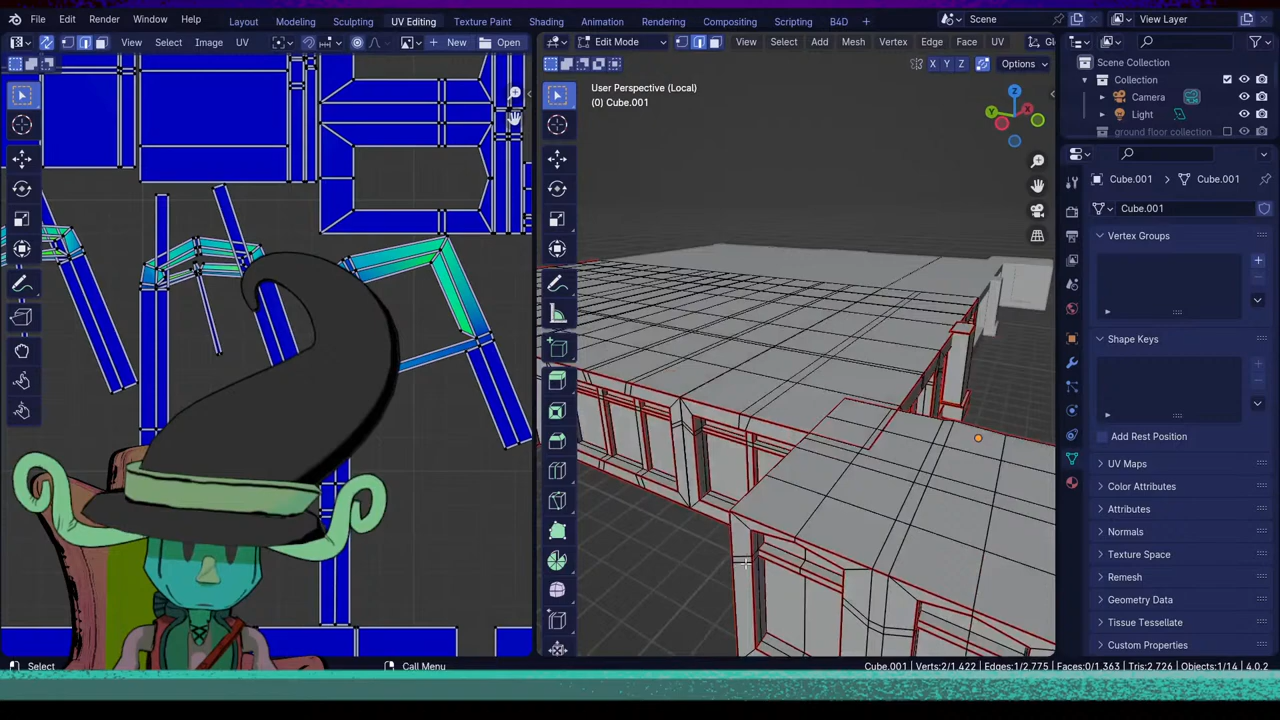 File Edit Render Window Help Layout Modeling Sculpting UV Editing Texture Paint Shading Animation Rendering Compositing Scripting B4D + Scene View Layer
View Select Image UV New Open Edit Mode View Select Add Mesh Vertex Edge Face UV Gl
X Y Z Options
User Perspective (Local)
(0) Cube.001
Z
Y
X
Scene Collection
Collection
Camera
Light
ground floor collection
Cube.001 > Cube.001
Cube.001
Vertex Groups
Shape Keys
Add Rest Position
UV Maps
Color Attributes
Attributes
Normals
Texture Space
Remesh
Geometry Data
Tissue Tessellate
Custom Properties
Select Call Menu Cube.001 | Verts:2/1,422 | Edges:1/2,775 | Faces:0/1,363 | Tris:2,726 | Objects:1/14 | 4.0.2